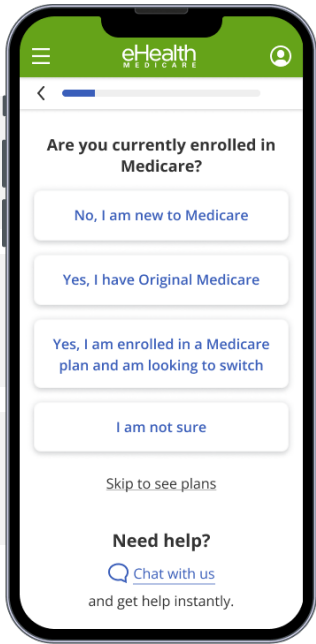 eHealth
MEDICARE
Are you currently enrolled in
Medicare?
No, I am new to Medicare
Yes, I have Original Medicare
Yes, I am enrolled in a Medicare
plan and am looking to switch
I am not sure
Skip to see plans
Need help?
Chat with us
and get help instantly.